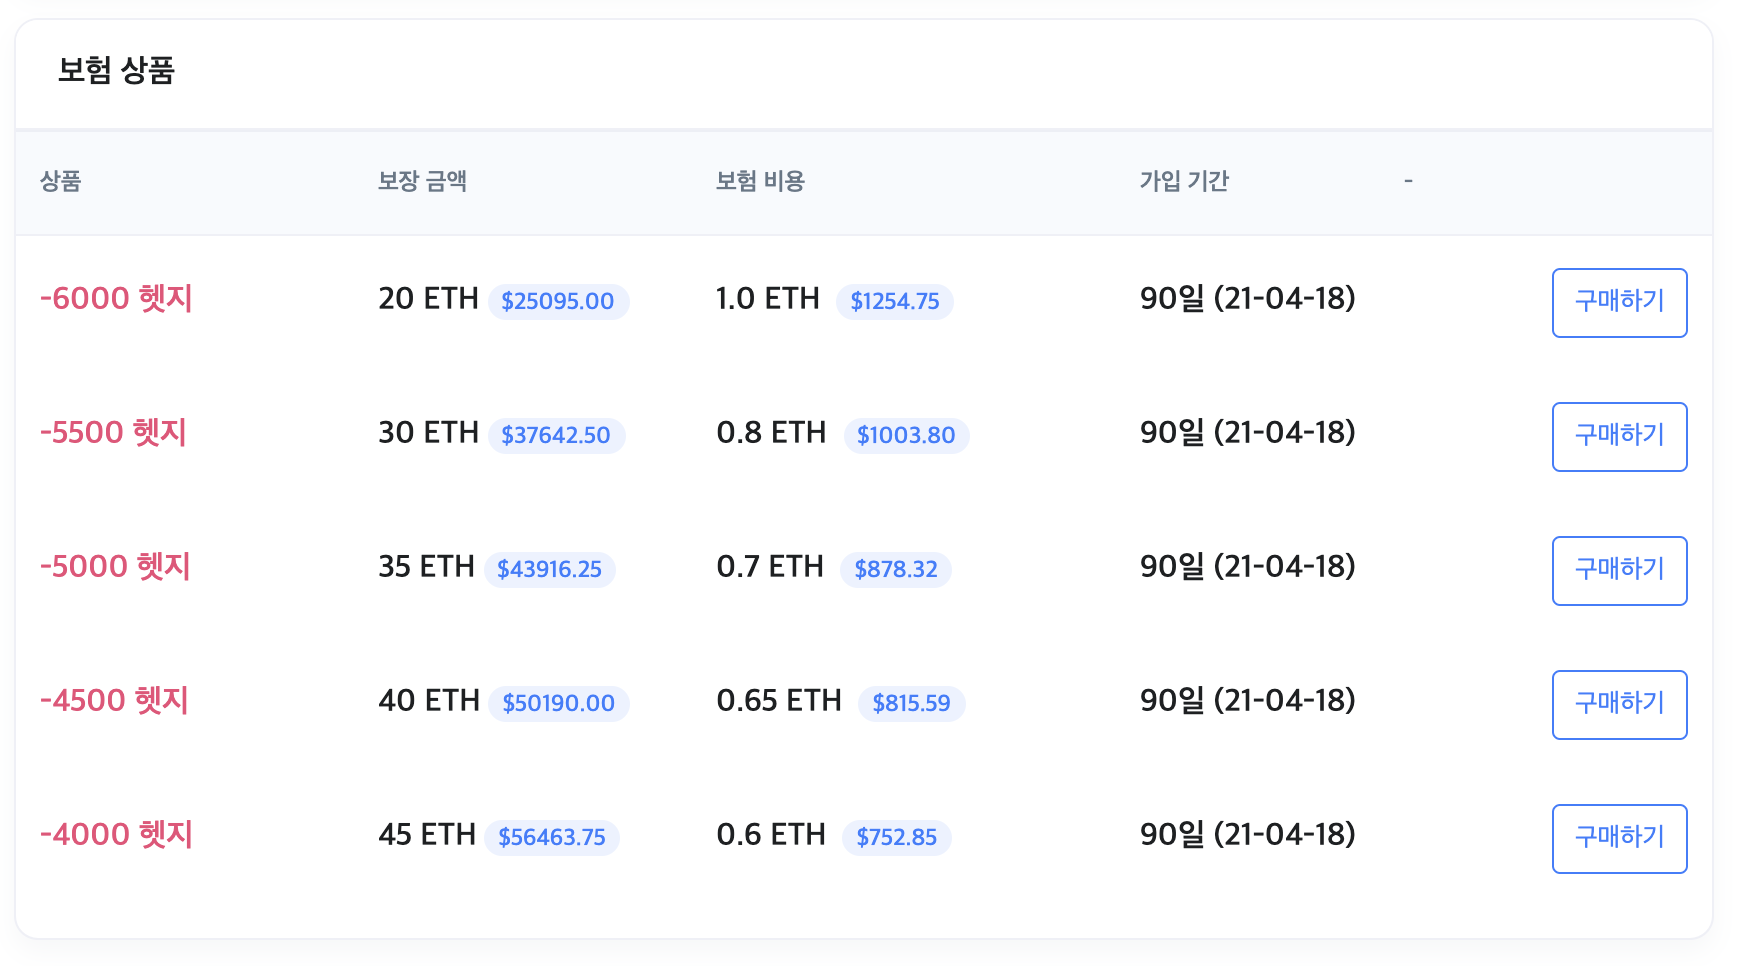 보험 상품
상품 보장 금액 보험 비용 가입 기간 -
-6000 헷지 20 ETH $25095.00 1.0 ETH $1254.75 90일 (21-04-18) 구매하기
-5500 헷지 30 ETH $37642.50 0.8 ETH $1003.80 90일 (21-04-18) 구매하기
-5000 헷지 35 ETH $43916.25 0.7 ETH $878.32 90일 (21-04-18) 구매하기
-4500 헷지 40 ETH $50190.00 0.65 ETH $815.59 90일 (21-04-18) 구매하기
-4000 헷지 45 ETH $56463.75 0.6 ETH $752.85 90일 (21-04-18) 구매하기